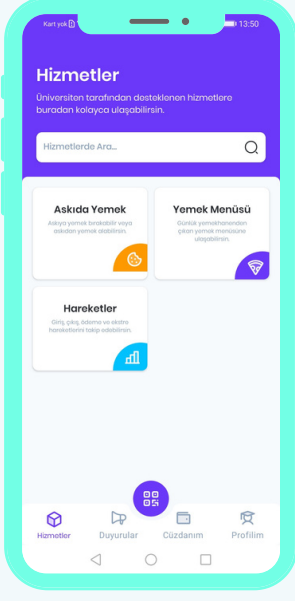 Kart yok
13:50
Hizmetler
Üniversiten tarafından desteklenen hizmetlere
buradan kolayca ulaşabilirsin.
Hizmetlerde Ara...
Askıda Yemek
Askıya yemek bırakabilir veya
askıdan yemek alabilirsin.
Yemek Menüsü
Günlük yemekhanenden
çıkan yemek menüsüne
ulaşabilirsin.
Hareketler
Giriş, çıkış, ödeme ve ekstra
hareketlerini takip edebilirsin.
Hizmetler
Duyurular
Cüzdanım
Profilim